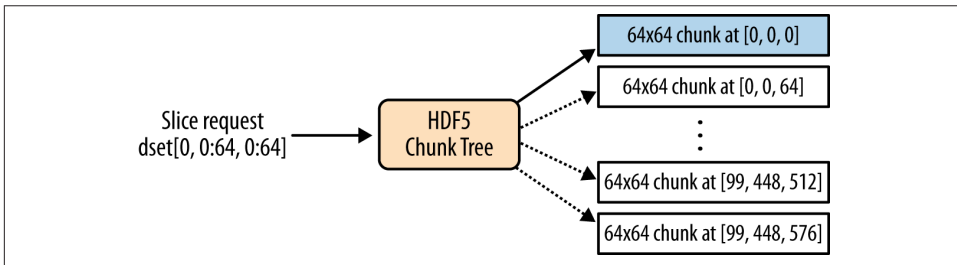 64x64 chunk at [0, 0, 0]
64x64 chunk at [0, 0, 64]
Slice request
dset[0, 0:64, 0:64]
HDF5
Chunk Tree
64x64 chunk at [99, 448, 512]
64x64 chunk at [99, 448, 576]